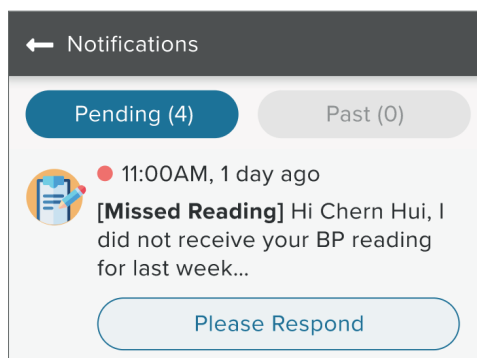 Notifications
Pending (4)
Past (0)
11:00AM, 1 day ago
[Missed Reading] Hi Chern Hui, I
did not receive your BP reading
for last week...
Please Respond